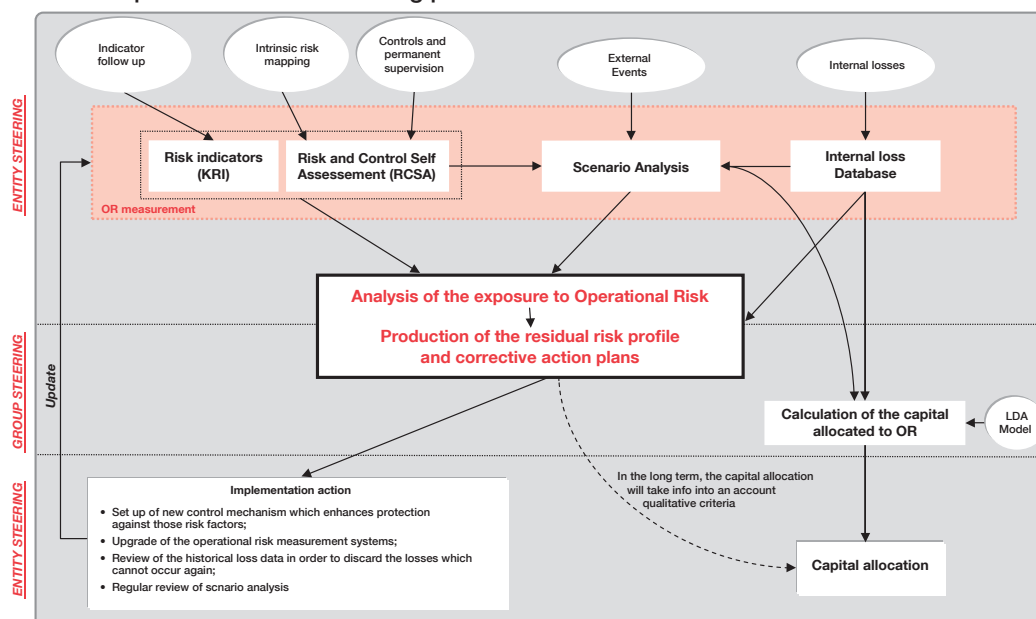 Indicator
follow up
Intrinsic risk
mapping
Controls and
permanent
supervision
External
Events
Internal losses
ENTITY STEERING
Risk indicators
(KRI)
Risk and Control Self
Assessement (RCSA)
Scenario Analysis
Internal loss
Database
OR measurement
Analysis of the exposure to Operational Risk
Production of the residual risk profile
and corrective action plans
GROUP STEERING
Update
Calculation of the capital
allocated to OR
LDA
Model
ENTITY STEERING
Implementation action
• Set up of new control mechanism which enhances protection
against those risk factors;
• Upgrade of the operational risk measurement systems;
• Review of the historical loss data in order to discard the losses which
cannot occur again;
• Regular review of scnario analysis
In the long term, the capital allocation
will take info into an account
qualitative criteria
Capital allocation